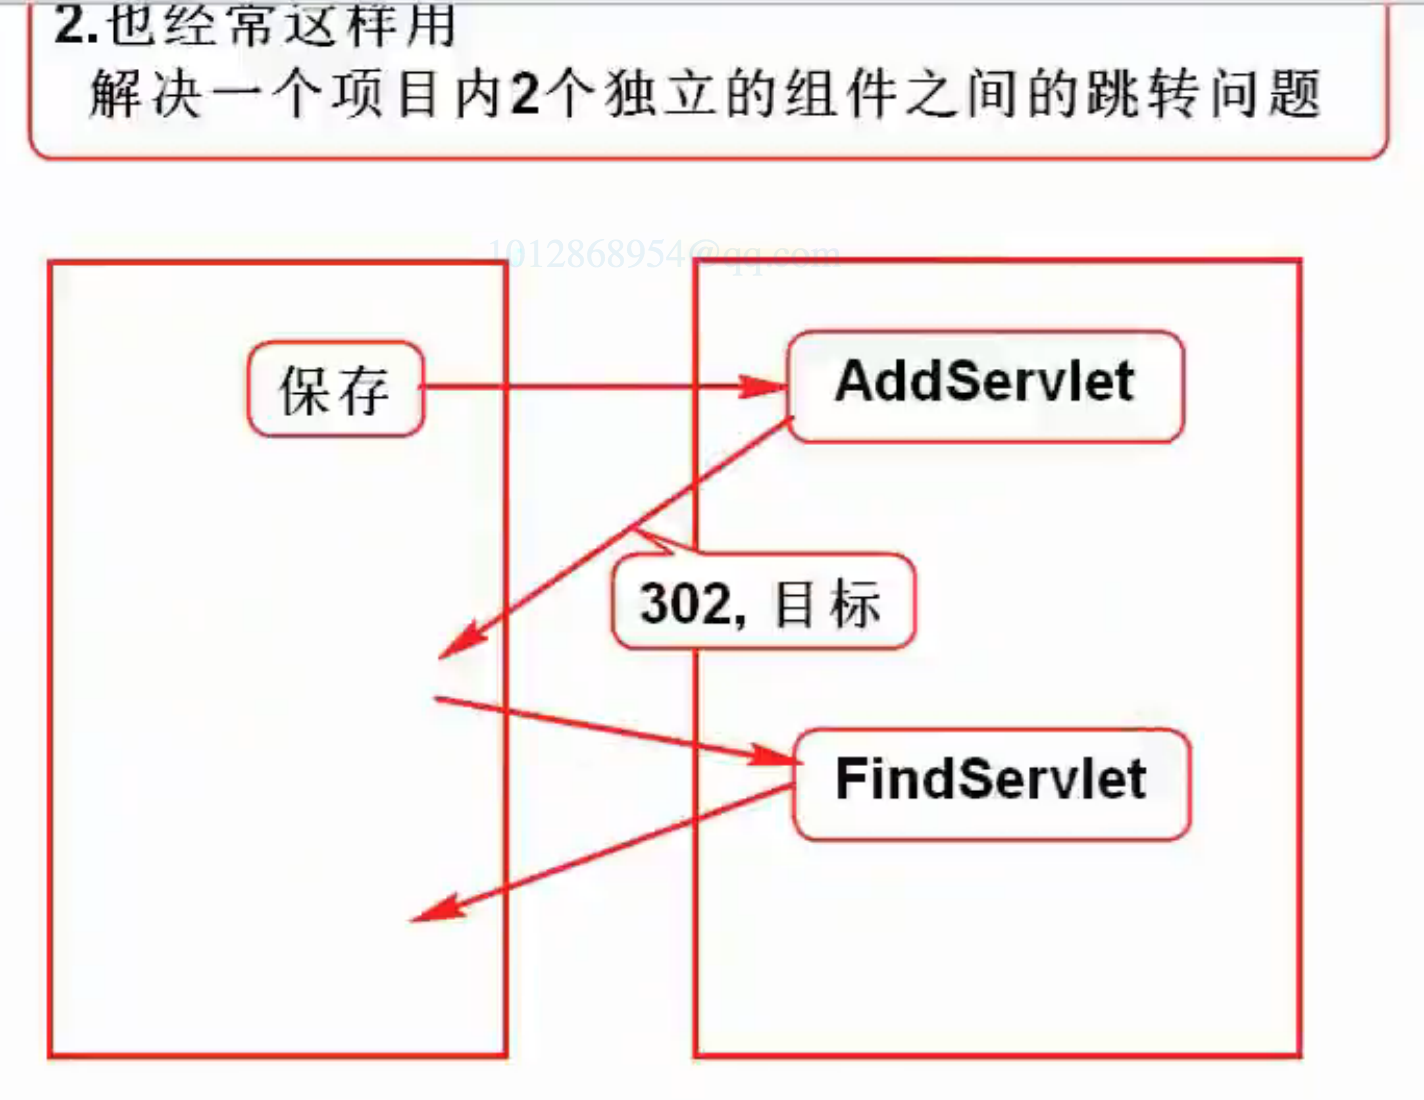 2.也经常这样用
解决一个项目内2个独立的组件之间的跳转问题
1012868954@qq.com
保存
AddServlet
302, 目标
FindServlet